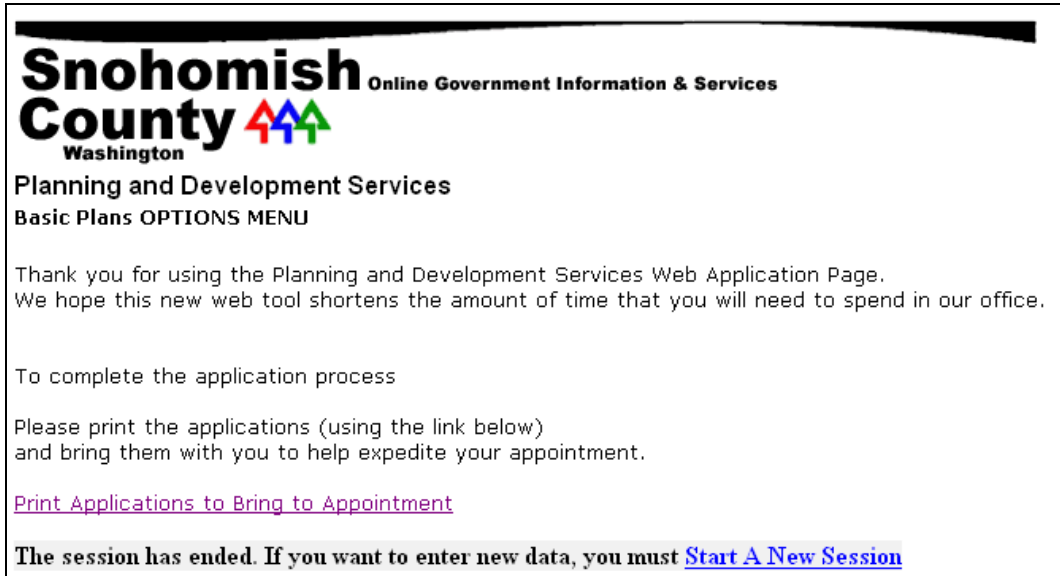 Snohomish Online Government Information & Services
County
Washington
Planning and Development Services
Basic Plans OPTIONS MENU
Thank you for using the Planning and Development Services Web Application Page.
We hope this new web tool shortens the amount of time that you will need to spend in our office.
To complete the application process
Please print the applications (using the link below)
and bring them with you to help expedite your appointment.
Print Applications to Bring to Appointment
The session has ended. If you want to enter new data, you must Start A New Session